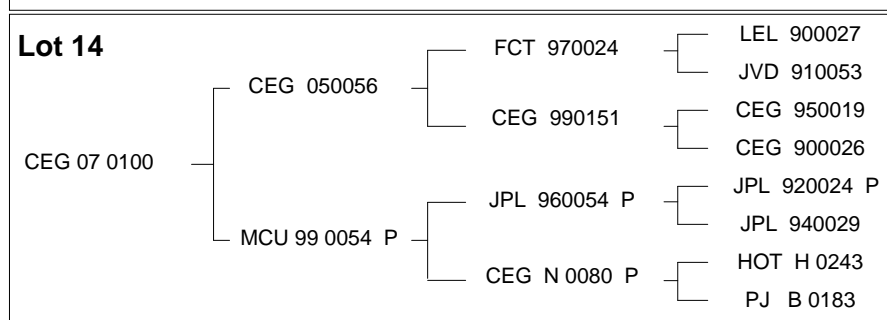 Lot 14
LEL 900027
FCT 970024
JVD 910053
CEG 050056
CEG 950019
CEG 990151
CEG 900026
CEG 07 0100
JPL 920024 P
JPL 960054 P
JPL 940029
MCU 99 0054 P
HOT H 0243
CEG N 0080 P
PJ B 0183